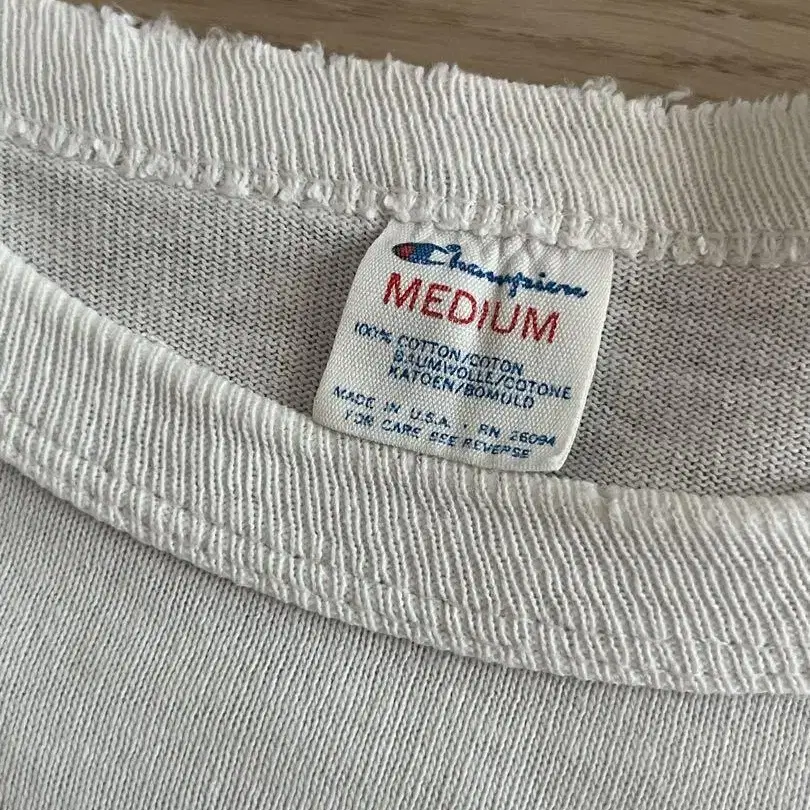 Champion
MEDIUM
100% COTTON/COTON
BAUMWOLLE/COTONE
KATOEN/BOMULD
MADE IN U.S.A. · RN 26094
FOR CARE SEE REVERSE